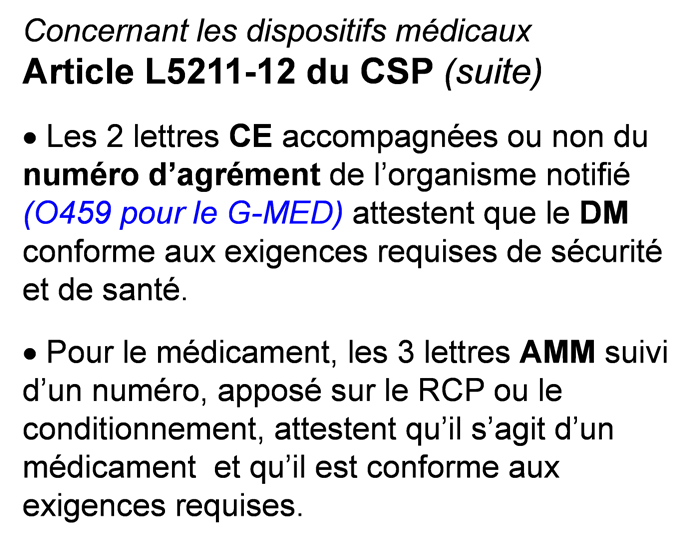 Concernant les dispositifs médicaux
Article L5211-12 du CSP (suite)
• Les 2 lettres CE accompagnées ou non du
numéro d’agrément de l’organisme notifié
(O459 pour le G-MED) attestent que le DM
conforme aux exigences requises de sécurité
et de santé.
• Pour le médicament, les 3 lettres AMM suivi
d’un numéro, apposé sur le RCP ou le
conditionnement, attestent qu’il s’agit d’un
médicament  et qu’il est conforme aux
exigences requises.